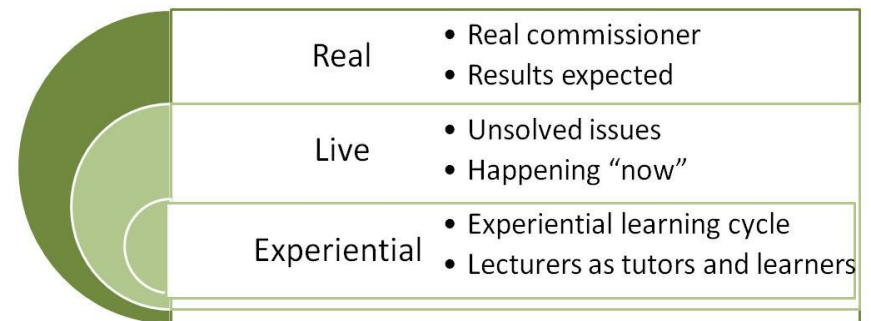 Real
• Real commissioner
• Results expected
Live
• Unsolved issues
• Happening “now”
Experiential
• Experiential learning cycle
• Lecturers as tutors and learners